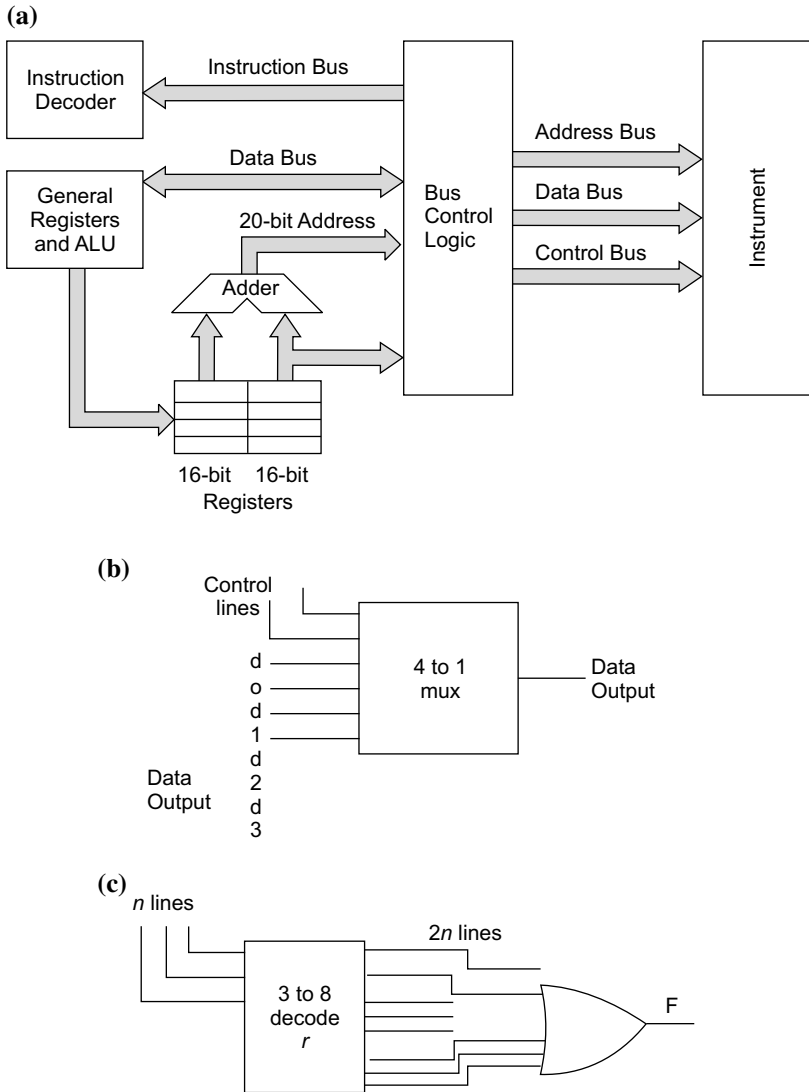 (a)
Instruction
Decoder
Instruction Bus
General
Registers
and ALU
Data Bus
20-bit Address
Adder
16-bit 16-bit
Registers
Bus
Control
Logic
Address Bus
Data Bus
Control Bus
Instrument
(b)
Control
lines
d
o
d
1
d
2
d
3
Data
Output
4 to 1
mux
Data
Output
(c)
n lines
3 to 8
decode
r
2n lines
F